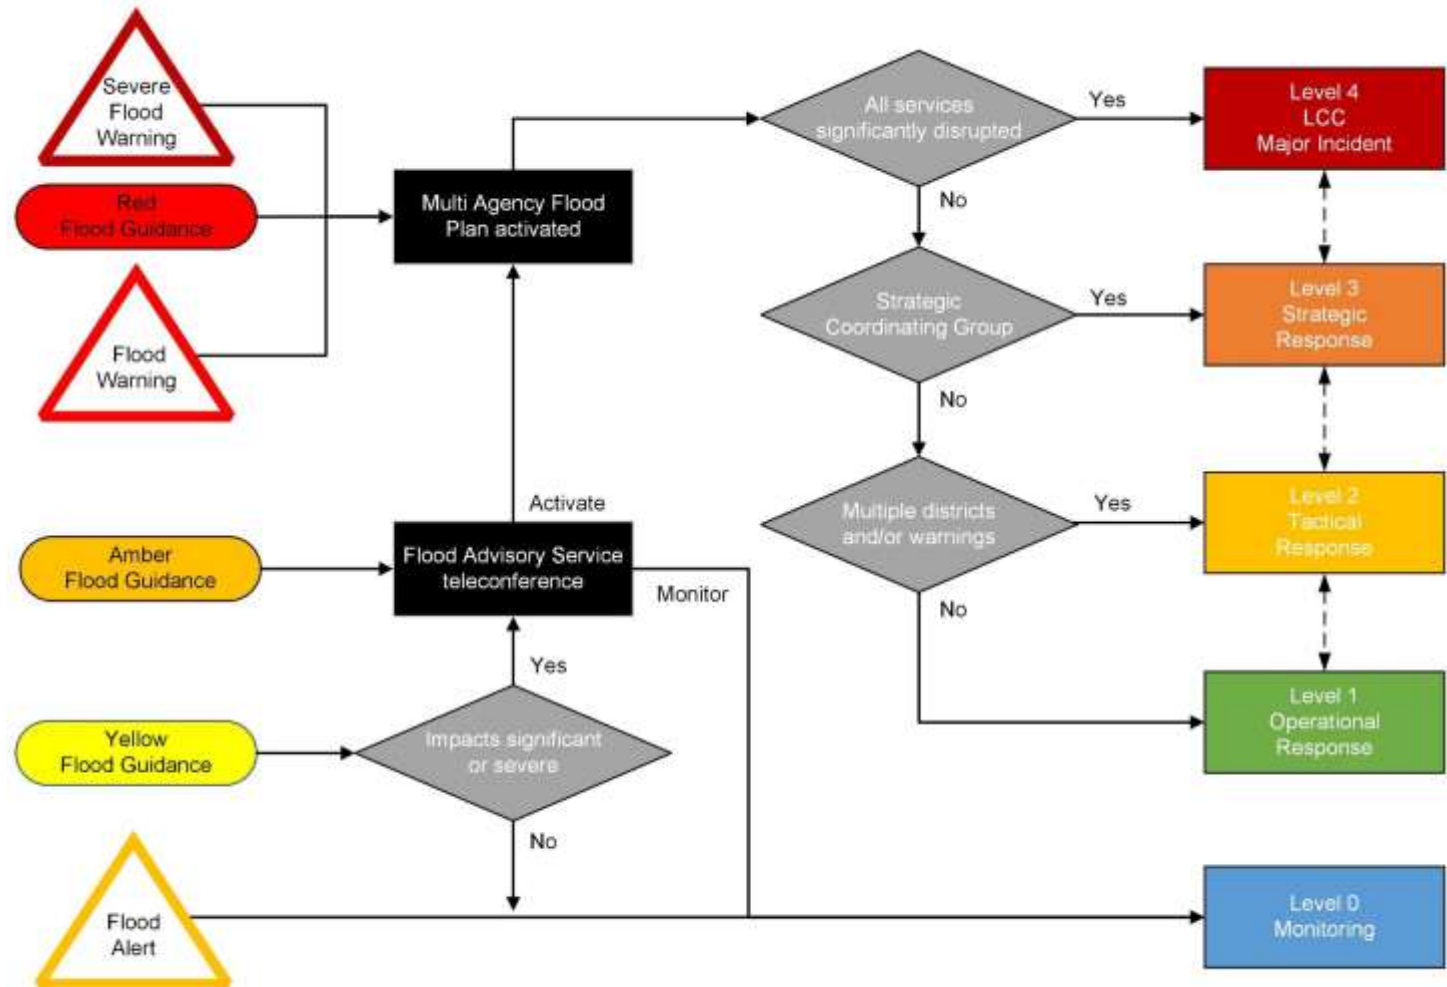 Severe
Flood
Warning
Red
Flood Guidance
Flood
Warning
Amber
Flood Guidance
Yellow
Flood Guidance
Flood
Alert
Multi Agency Flood
Plan activated
Activate
Flood Advisory Service
teleconference
Monitor
Yes
Impacts significant
or severe
No
All services
significantly disrupted
Yes
No
Strategic
Coordinating Group
Yes
No
Multiple districts
and/or warnings
Yes
No
Level 4
LCC
Major Incident
Level 3
Strategic
Response
Level 2
Tactical
Response
Level 1
Operational
Response
Level 0
Monitoring